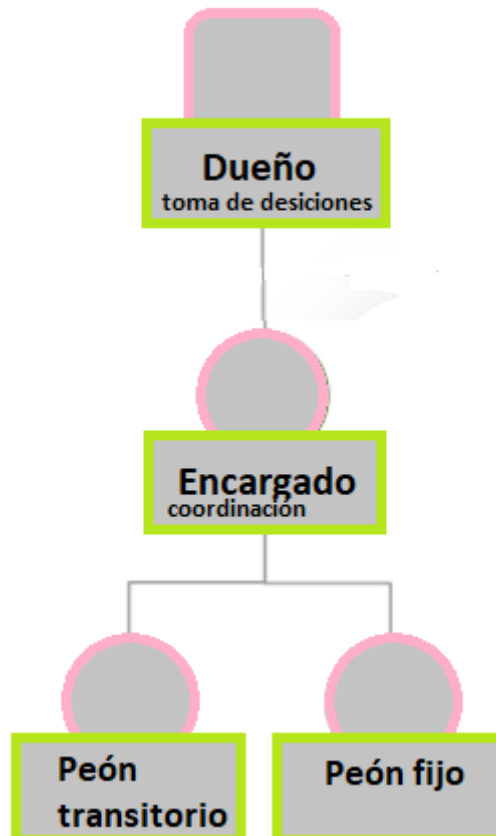 Dueño
toma de desiciones
Encargado
coordinación
Peón
transitorio
Peón fijo